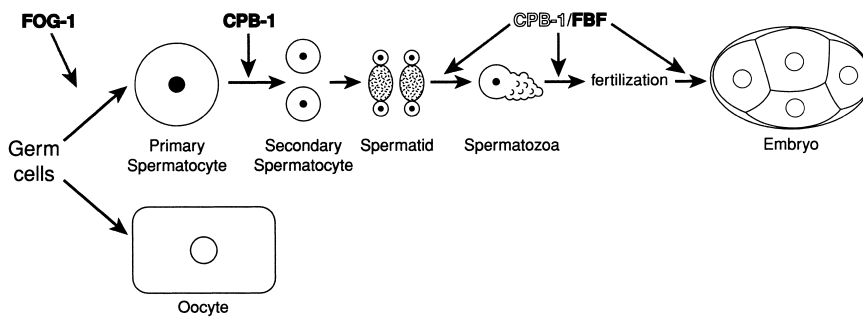 FOG-1
CPB-1
CPB-1/FBF
fertilization
Germ
cells
Primary
Spermatocyte
Secondary
Spermatocyte
Spermatid
Spermatozoa
Embryo
Oocyte